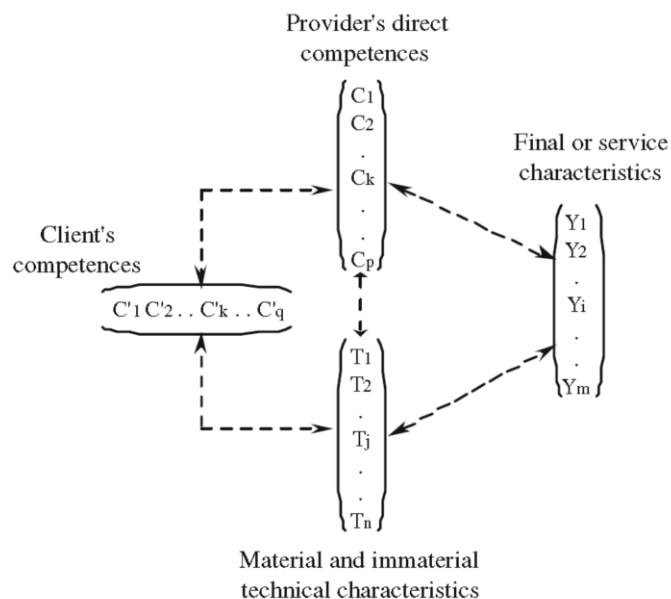 Provider's direct
competences
C1
C2
.
Ck
.
.
Cp
Final or service
characteristics
Y1
Y2
.
Yi
.
.
Ym
Client's
competences
C'1 C'2 . . C'k . . C'q
T1
T2
.
Tj
.
.
Tn
Material and immaterial
technical characteristics